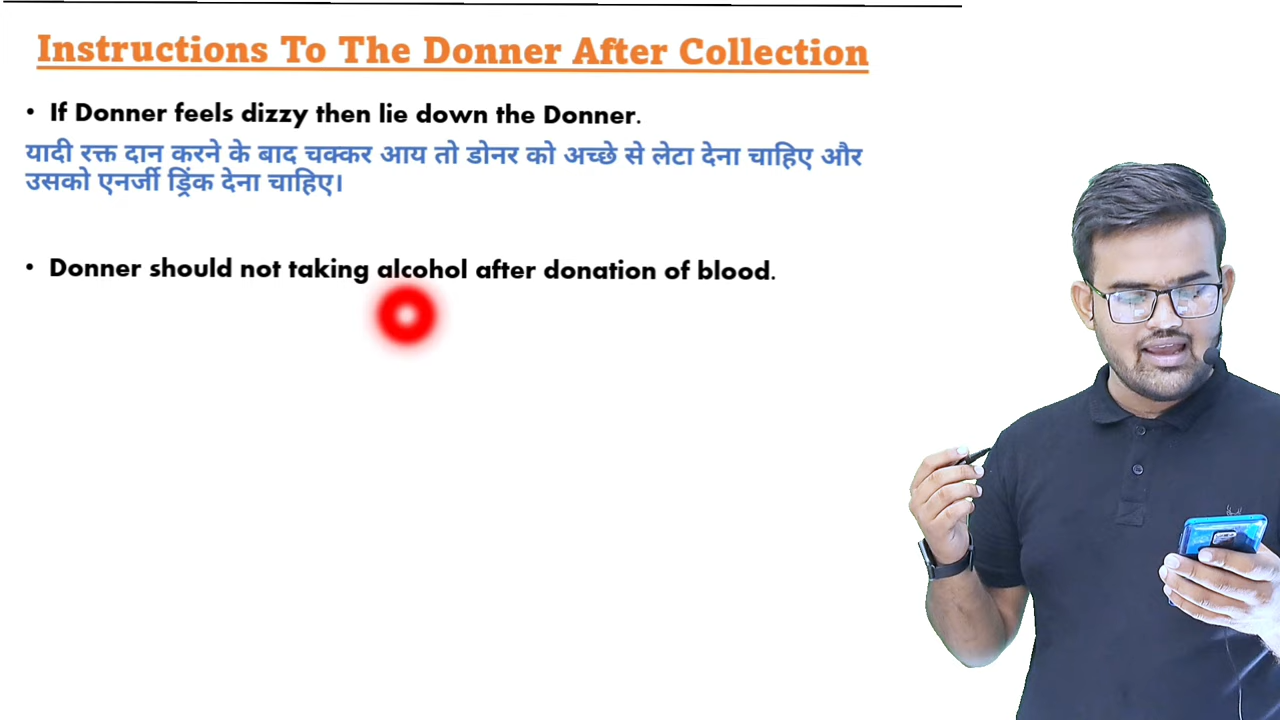 Instructions To The Donner After Collection
• If Donner feels dizzy then lie down the Donner.
यादी रक्त दान करने के बाद चक्कर आय तो डोनर को अच्छे से लेटा देना चाहिए और
उसको एनर्जी ड्रिंक देना चाहिए।
• Donner should not taking alcohol after donation of blood.